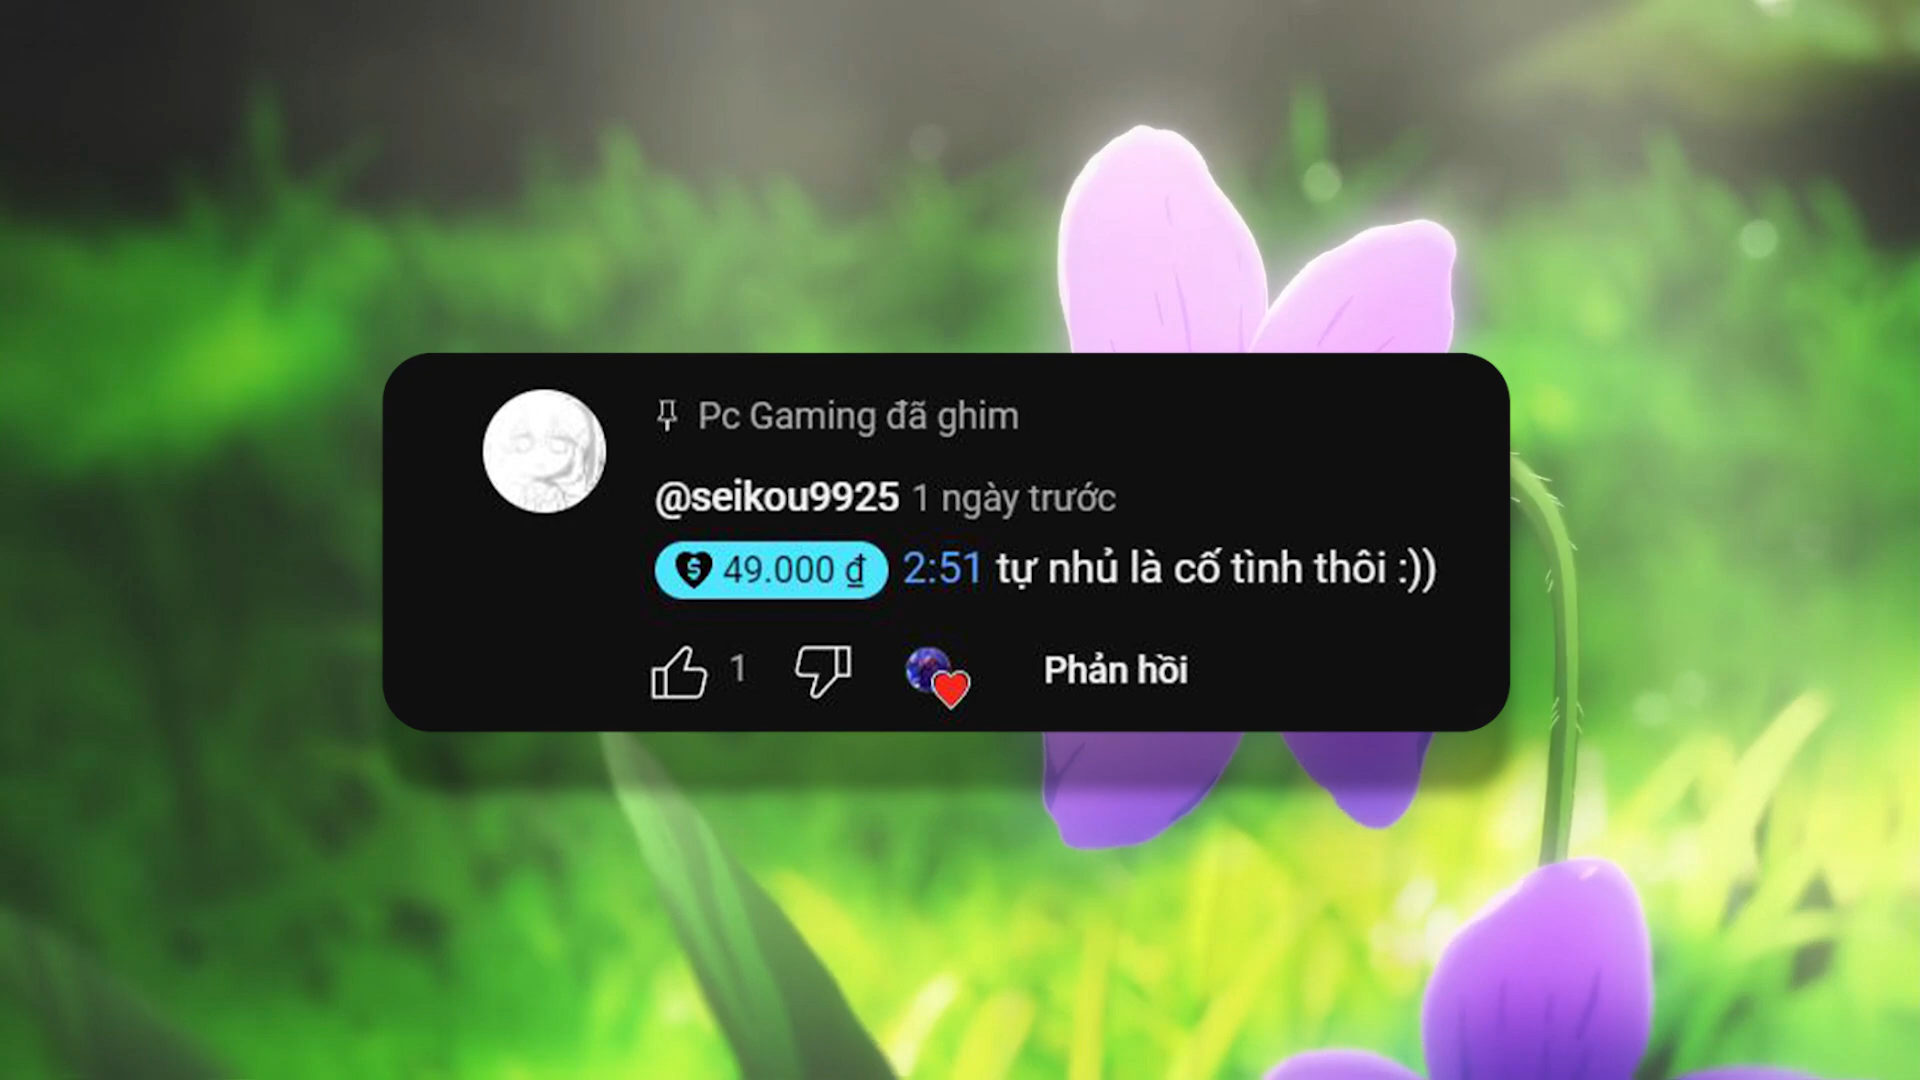 Pc Gaming đã ghim
@seikou9925 1 ngày trước
49.000 ₫ 2:51 tự nhủ là cố tình thôi :))
1 Phản hồi